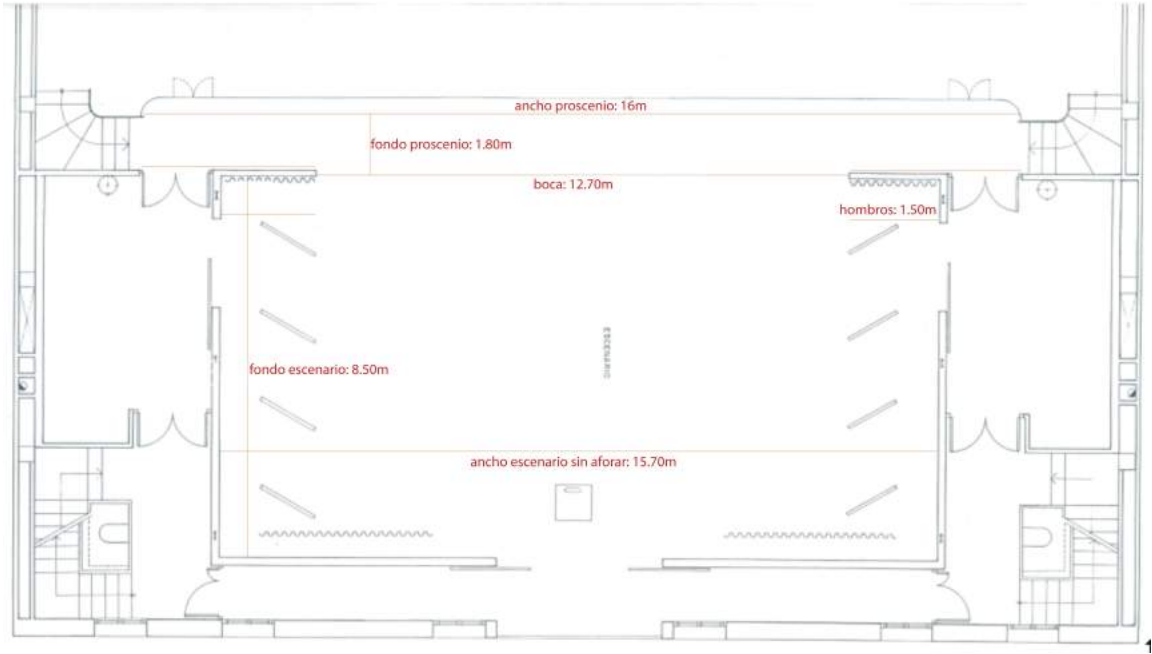 ancho proscenio: 16m
fondo proscenio: 1.80m
boca: 12.70m
hombros: 1.50m
ESCENARIO
fondo escenario: 8.50m
ancho escenario sin aforar: 15.70m